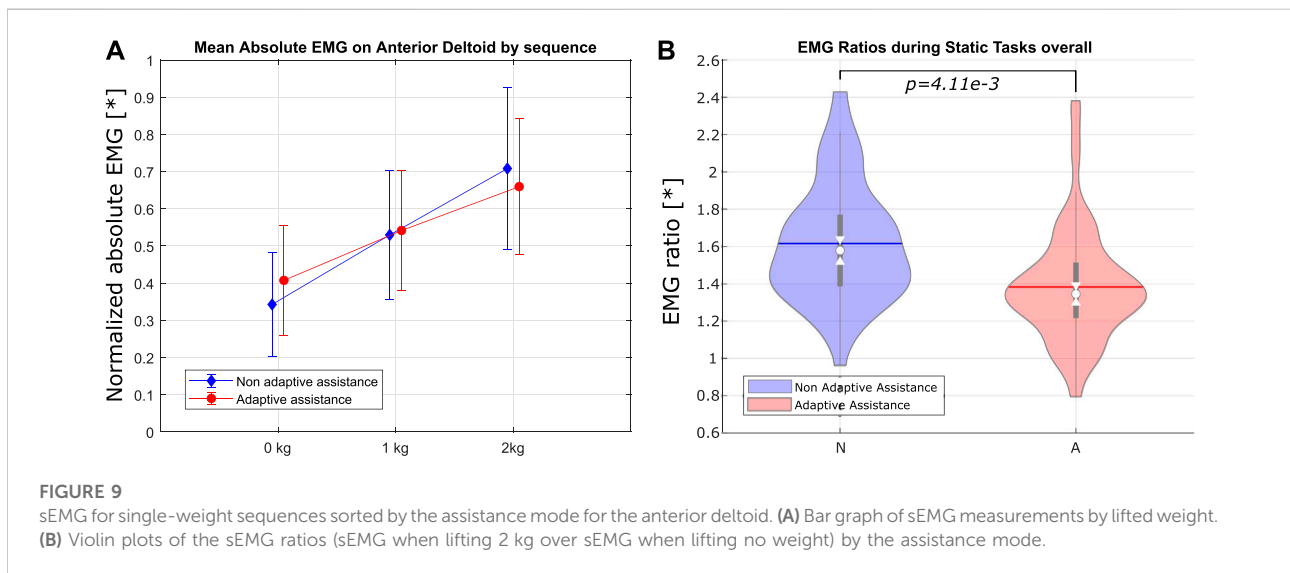 A
Mean Absolute EMG on Anterior Deltoid by sequence
Normalized absolute EMG [*]
1
0.9
0.8
0.7
0.6
0.5
0.4
0.3
0.2
0.1
0
Non adaptive assistance
Adaptive assistance
0 kg
1 kg
2kg
B
EMG Ratios during Static Tasks overall
EMG ratio [*]
2.6
2.4
2.2
2
1.8
1.6
1.4
1.2
1
0.8
0.6
p=4.11e-3
Non Adaptive Assistance
Adaptive Assistance
N
A
FIGURE 9
sEMG for single-weight sequences sorted by the assistance mode for the anterior deltoid. (A) Bar graph of sEMG measurements by lifted weight.
(B) Violin plots of the sEMG ratios (sEMG when lifting 2 kg over sEMG when lifting no weight) by the assistance mode.